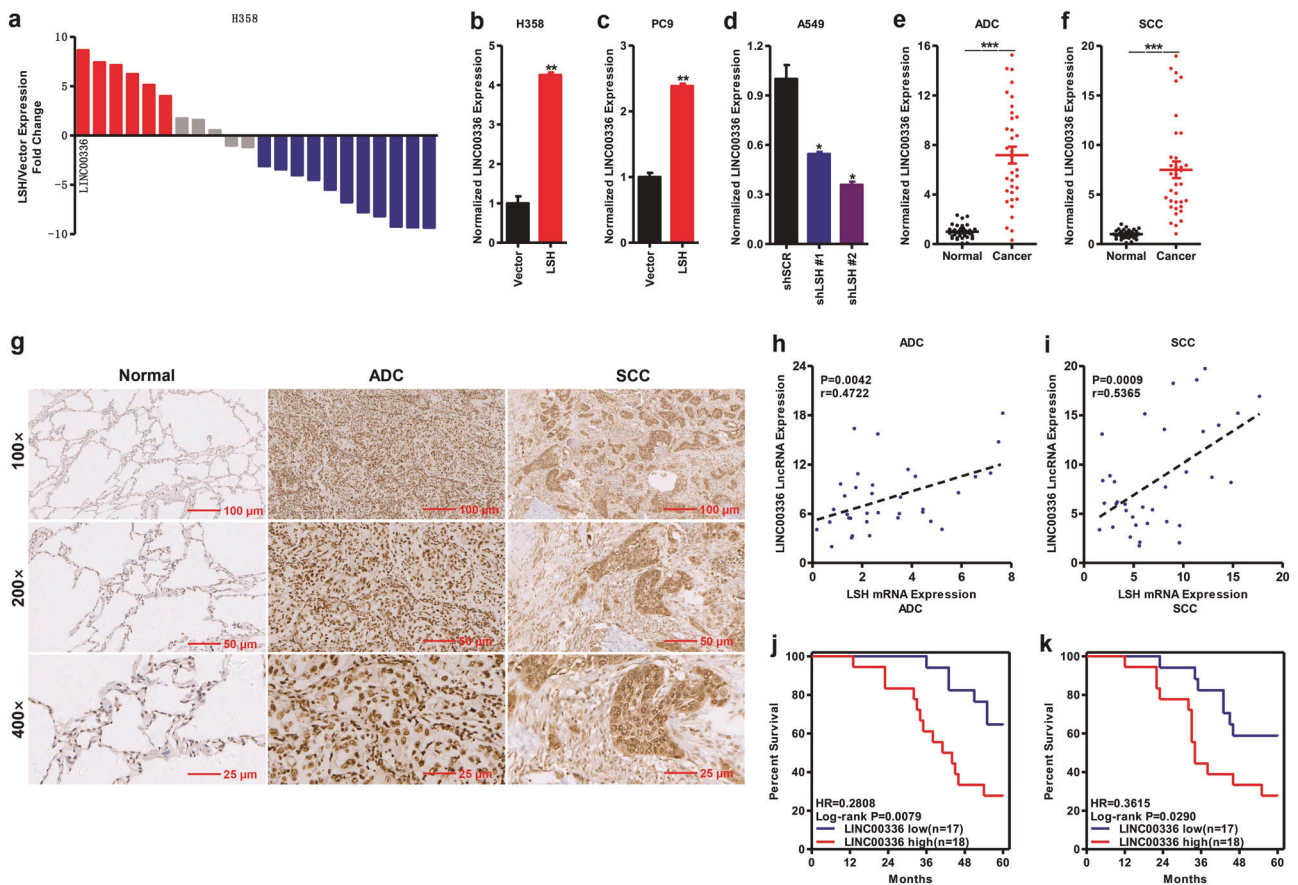 a
H358
LSH/Vector Expression
Fold Change
10
5
0
−5
−10
LINC00336
b
H358
Normalized LINC00336 Expression
5
4
3
2
1
0
**
Vector
LSH
c
PC9
Normalized LINC00336 Expression
3
2
1
0
**
Vector
LSH
d
A549
Normalized LINC00336 Expression
1.2
0.9
0.6
0.3
0.0
*
*
shSCR
shLSH #1
shLSH #2
e
ADC
Normalized LINC00336 Expression
16
12
8
4
0
***
Normal
Cancer
f
SCC
Normalized LINC00336 Expression
20
15
10
5
0
***
Normal
Cancer
g
Normal
ADC
SCC
100×
100 μm
100 μm
100 μm
200×
50 μm
50 μm
50 μm
400×
25 μm
25 μm
25 μm
h
ADC
LINC00336 LncRNA Expression
24
18
12
6
0
P=0.0042
r=0.4722
0 2 4 6 8
LSH mRNA Expression
i
SCC
LINC00336 LncRNA Expression
20
15
10
5
0
P=0.0009
r=0.5365
0 5 10 15 20
LSH mRNA Expression
j
ADC
Percent Survival
100
80
60
40
20
0
HR=0.2808
Log-rank P=0.0079
LINC00336 low(n=17)
LINC00336 high(n=18)
0 12 24 36 48 60
Months
k
SCC
Percent Survival
100
80
60
40
20
0
HR=0.3615
Log-rank P=0.0290
LINC00336 low(n=17)
LINC00336 high(n=18)
0 12 24 36 48 60
Months